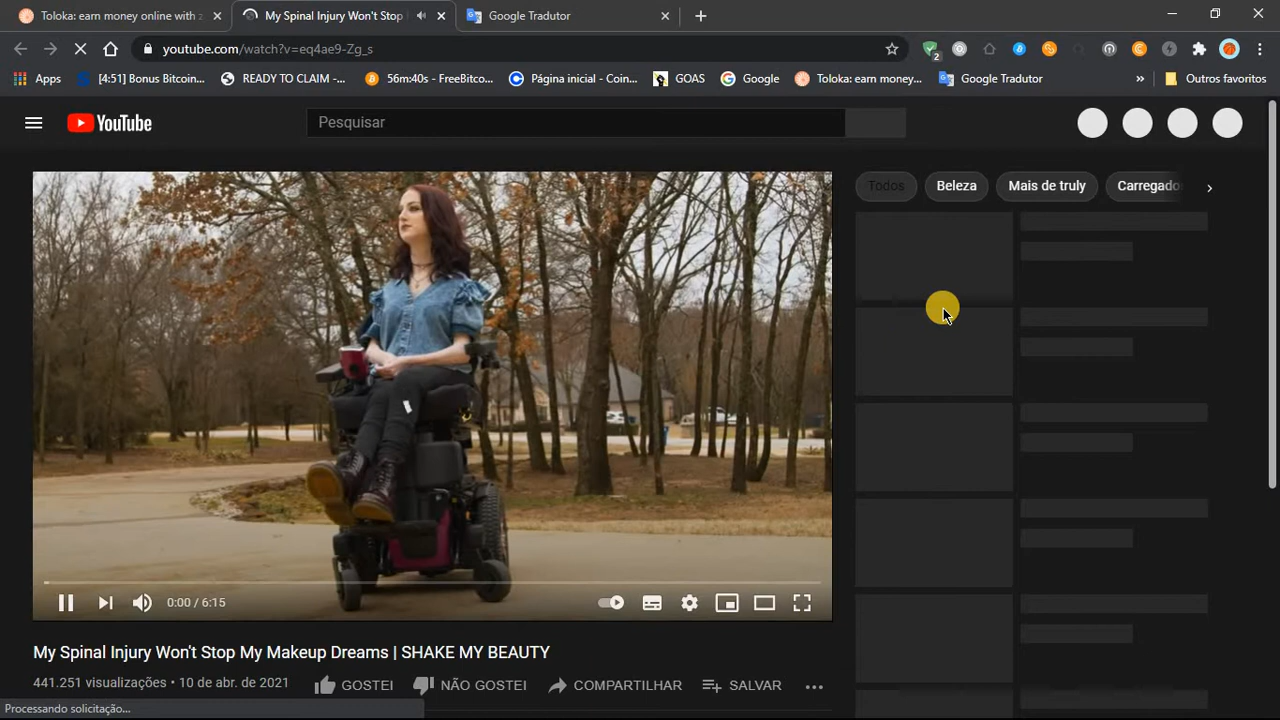 Toloka: earn money online with z
My Spinal Injury Won't Stop
Google Tradutor
youtube.com/watch?v=eq4ae9-Zg_s
2
Apps
[4:51] Bonus Bitcoin...
READY TO CLAIM -...
56m:40s - FreeBitco...
Página inicial - Coin...
GOAS
Google
Toloka: earn money...
Google Tradutor
»
Outros favoritos
YouTube
Pesquisar
Todos
Beleza
Mais de truly
Carregado
0:00 / 6:15
My Spinal Injury Won't Stop My Makeup Dreams | SHAKE MY BEAUTY
441.251 visualizações • 10 de abr. de 2021
GOSTEI
NÃO GOSTEI
COMPARTILHAR
SALVAR
Processando solicitação...